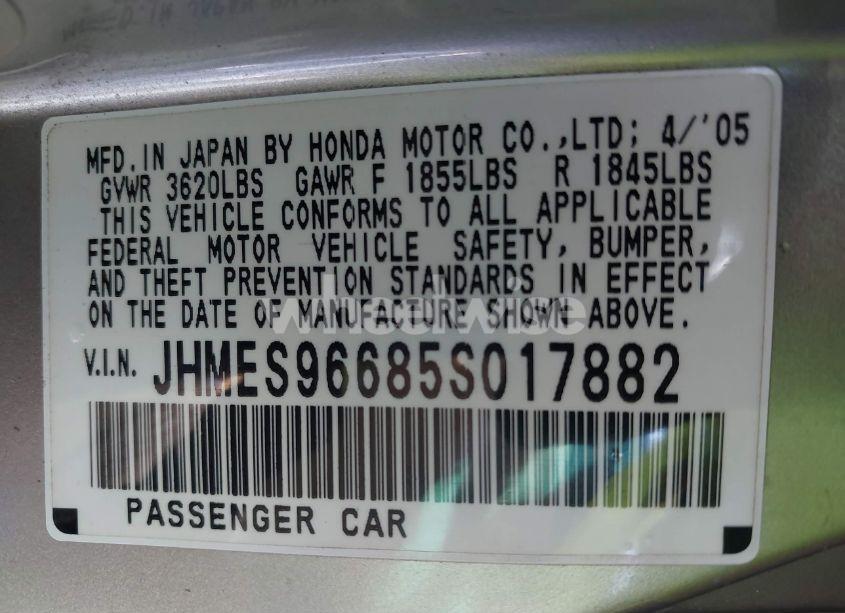 MFD. IN JAPAN BY HONDA MOTOR CO.,LTD; 4/'05
GVWR 3620LBS GAWR F 1855LBS R 1845LBS
THIS VEHICLE CONFORMS TO ALL APPLICABLE
FEDERAL MOTOR VEHICLE SAFETY, BUMPER,
AND THEFT PREVENTION STANDARDS IN EFFECT
ON THE DATE OF MANUFACTURE SHOWN ABOVE.
wheelwise
V.I.N. JHMES96685S017882
PASSENGER CAR